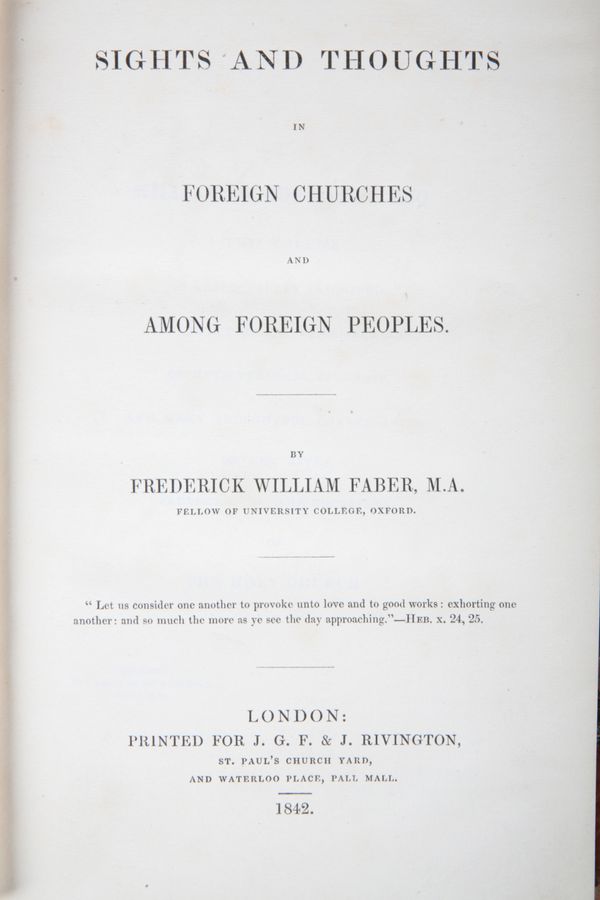 SIGHTS AND THOUGHTS
IN
FOREIGN CHURCHES
AND
AMONG FOREIGN PEOPLES.
BY
FREDERICK WILLIAM FABER, M.A.
FELLOW OF UNIVERSITY COLLEGE, OXFORD.
“ Let us consider one another to provoke unto love and to good works : exhorting one
another : and so much the more as ye see the day approaching.”—HEB. x. 24, 25.
LONDON:
PRINTED FOR J. G. F. & J. RIVINGTON,
ST. PAUL'S CHURCH YARD,
AND WATERLOO PLACE, PALL MALL.
1842.